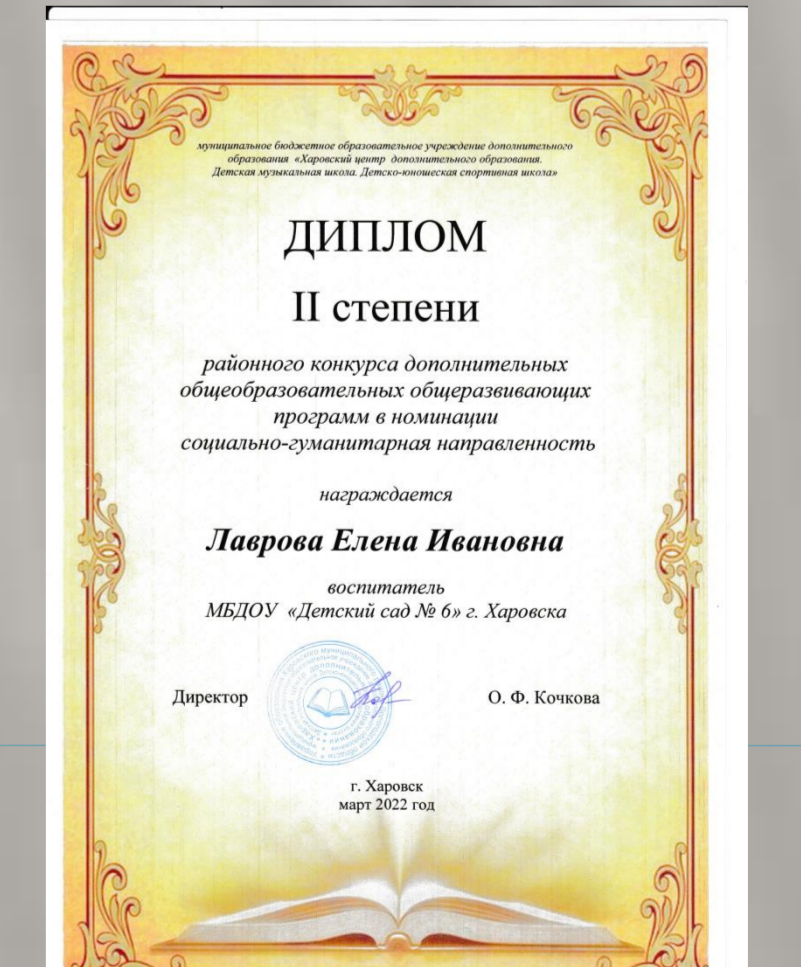 муниципальное бюджетное образовательное учреждение дополнительного
образования «Харовский центр дополнительного образования.
Детская музыкальная школа. Детско-юношеская спортивная школа»
ДИПЛОМ
II степени
районного конкурса дополнительных
общеобразовательных общеразвивающих
программ в номинации
социально-гуманитарная направленность
награждается
Лаврова Елена Ивановна
воспитатель
МБДОУ «Детский сад № 6» г. Харовска
Директор
О. Ф. Кочкова
г. Харовск
март 2022 год